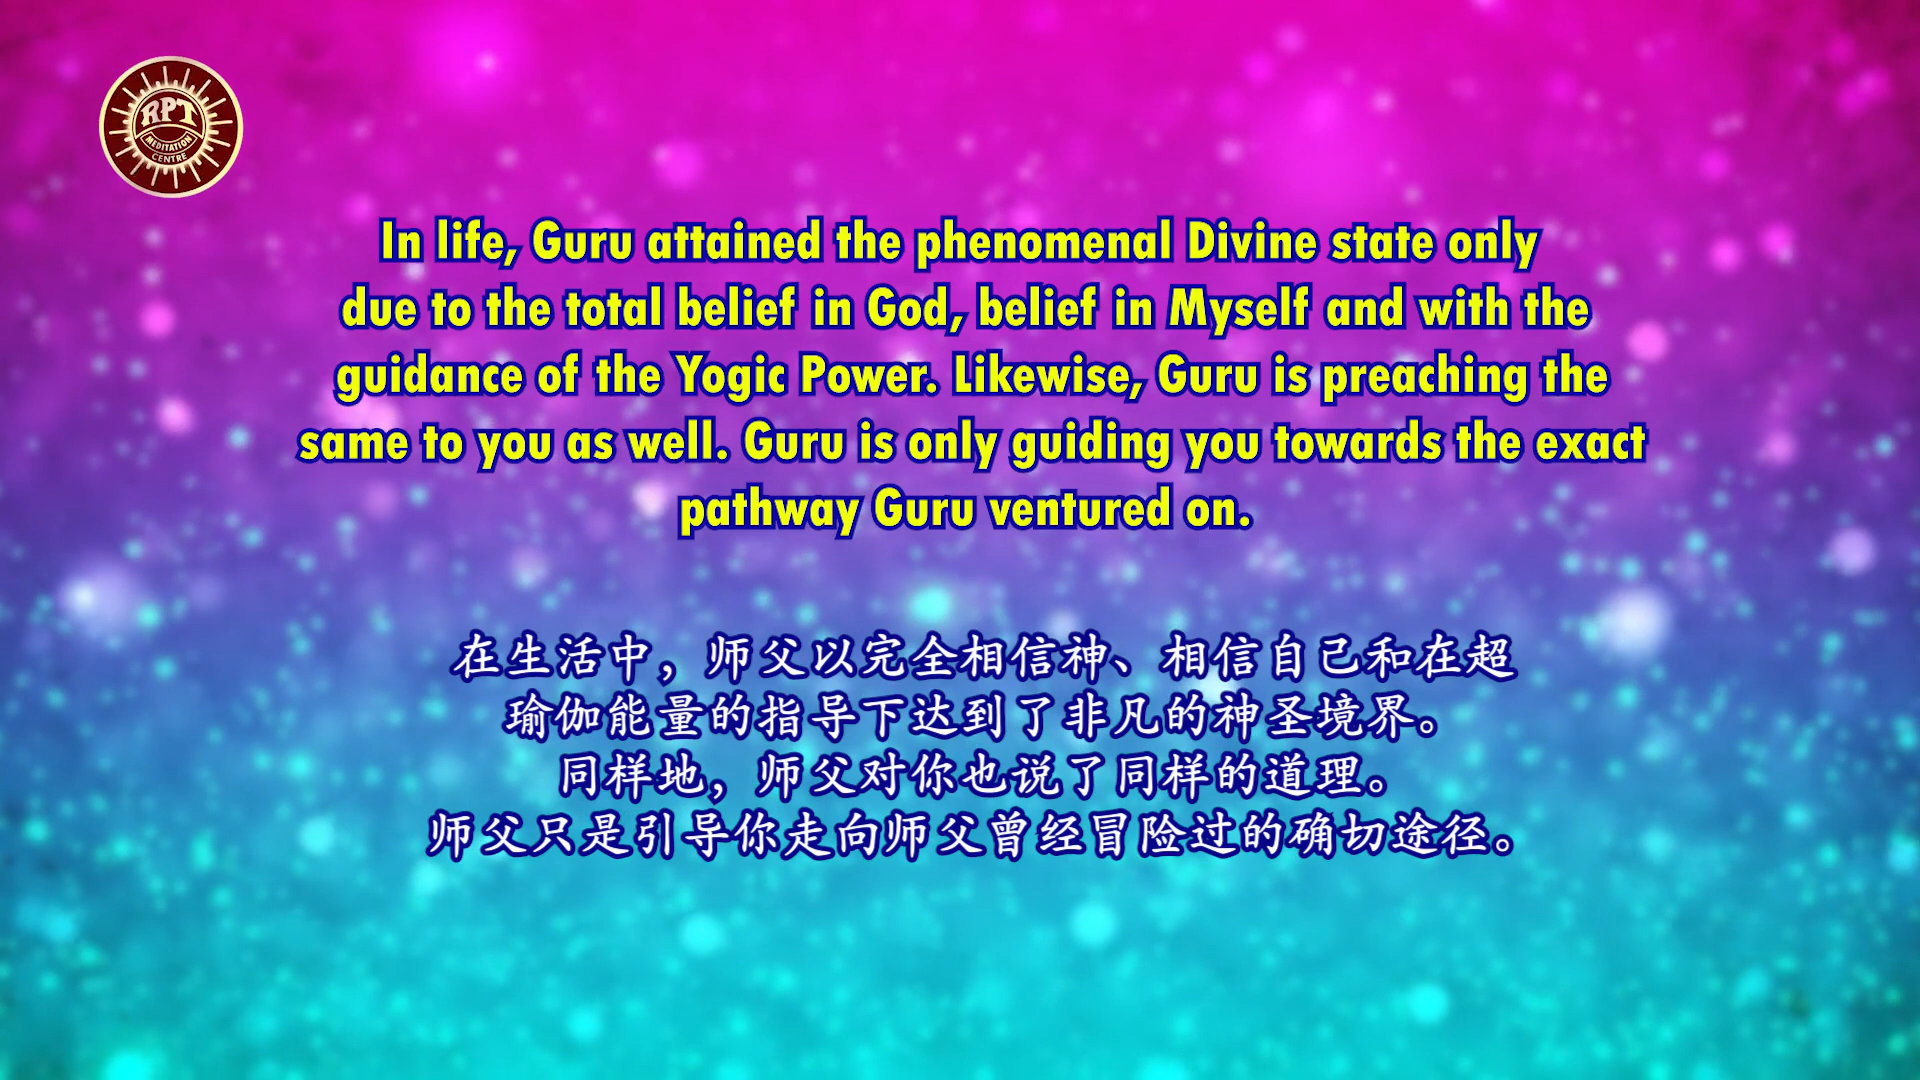 RPT
MEDITATION
CENTRE
In life, Guru attained the phenomenal Divine state only
due to the total belief in God, belief in Myself and with the
guidance of the Yogic Power. Likewise, Guru is preaching the
same to you as well. Guru is only guiding you towards the exact
pathway Guru ventured on.
在生活中，师父以完全相信神、相信自己和在超
瑜伽能量的指导下达到了非凡的神圣境界。
同样地，师父对你也说了同样的道理。
师父只是引导你走向师父曾经冒险过的确切途径。